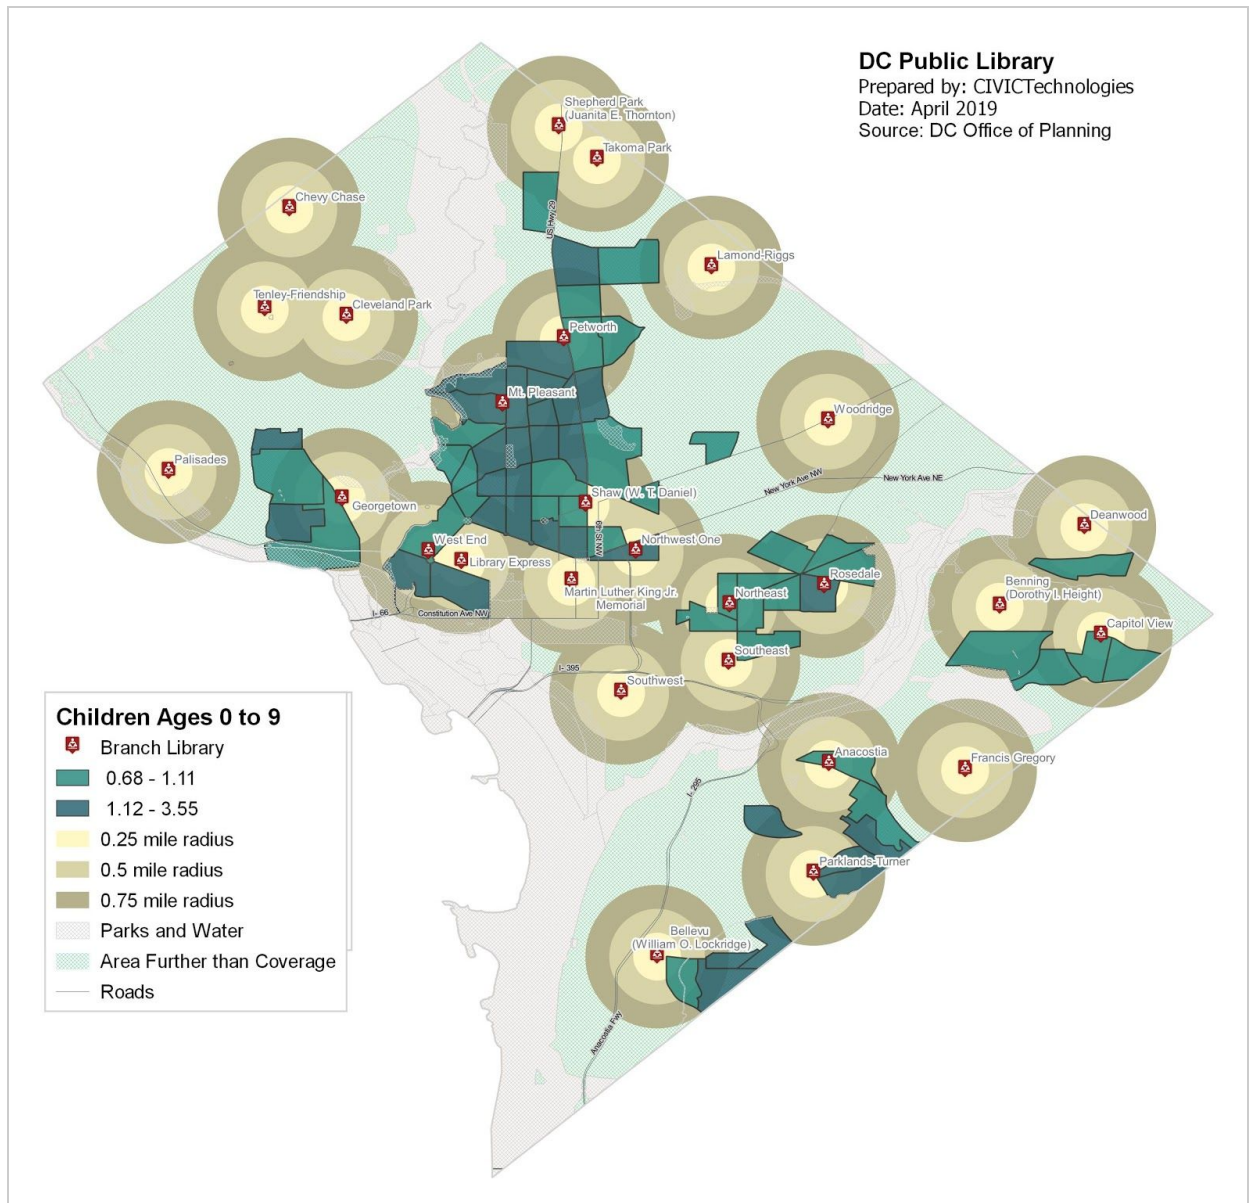 DC Public Library
Prepared by: CIVICTechnologies
Date: April 2019
Source: DC Office of Planning
Shepherd Park
(Juanita E. Thornton)
Takoma Park
Chevy Chase
US Hwy 29
Lamond-Riggs
Tenley-Friendship
Cleveland Park
Petworth
Mt. Pleasant
Woodridge
Palisades
New York Ave NW
New York Ave NE
Georgetown
Shaw (W. T. Daniel)
6th St NW
Deanwood
West End
Northwest One
Library Express
Rosedale
Benning
(Dorothy I. Height)
Martin Luther King Jr.
Memorial
Northeast
I- 66
Constitution Ave NW
Capitol View
Southeast
I- 395
Southwest
Anacostia
Francis Gregory
I- 295
Parklands-Turner
Bellevu
(William O. Lockridge)
Anacostia Fwy
Children Ages 0 to 9
Branch Library
0.68 - 1.11
1.12 - 3.55
0.25 mile radius
0.5 mile radius
0.75 mile radius
Parks and Water
Area Further than Coverage
Roads